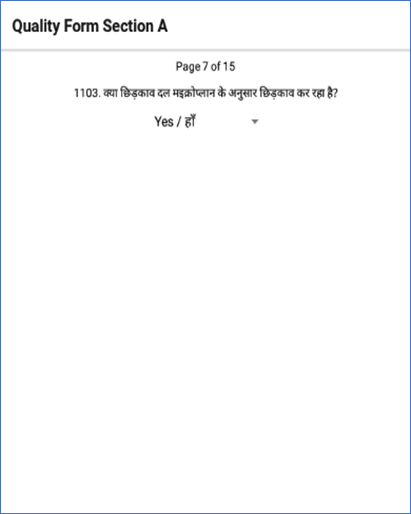 Quality Form Section A
Page 7 of 15
1103. क्या छिड़काव दल मइक्रोप्लान के अनुसार छिड़काव कर रहा है?
Yes / हाँ